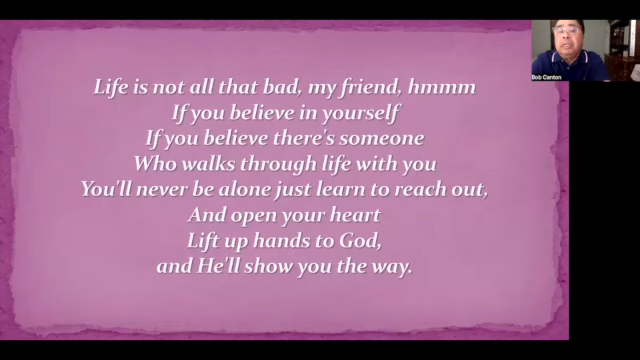 Life is not all that bad, my friend, hmmm
If you believe in yourself
If you believe there's someone
Who walks through life with you
You'll never be alone just learn to reach out,
And open your heart
Lift up hands to God,
and He'll show you the way.
Bob Canton